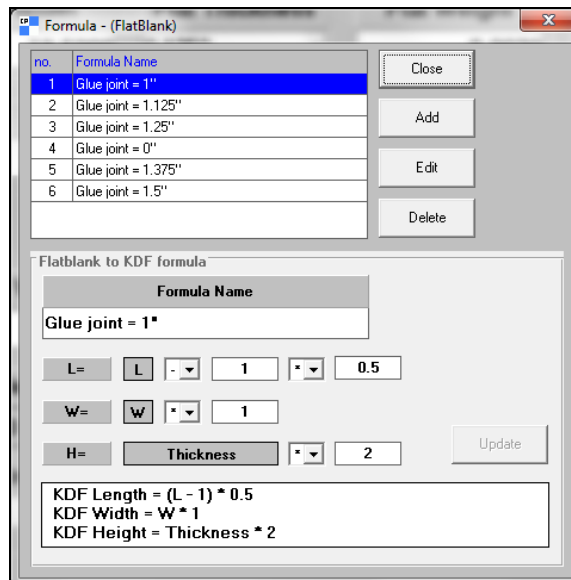 CP
Formula - (FlatBlank)
no. Formula Name
1 Glue joint = 1"
2 Glue joint = 1.125"
3 Glue joint = 1.25"
4 Glue joint = 0"
5 Glue joint = 1.375"
6 Glue joint = 1.5"
Close
Add
Edit
Delete
Flatblank to KDF formula
Formula Name
Glue joint = 1"
L= L - 1 * 0.5
W= W * 1
H= Thickness * 2
Update
KDF Length = (L - 1) * 0.5
KDF Width = W * 1
KDF Height = Thickness * 2